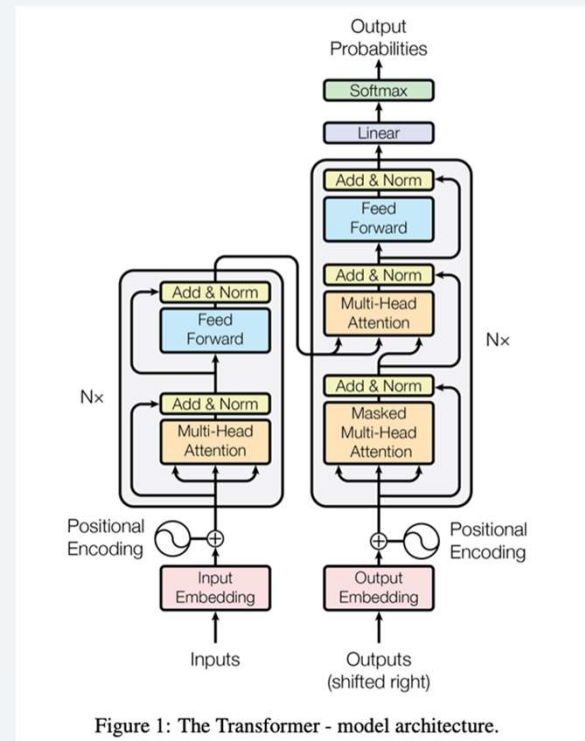 Output
Probabilities
Softmax
Linear
Add & Norm
Feed
Forward
Add & Norm
Multi-Head
Attention
Add & Norm
Masked
Multi-Head
Attention
Nx
Add & Norm
Feed
Forward
Add & Norm
Multi-Head
Attention
Nx
Positional
Encoding
Positional
Encoding
Input
Embedding
Output
Embedding
Inputs
Outputs
(shifted right)
Figure 1: The Transformer - model architecture.